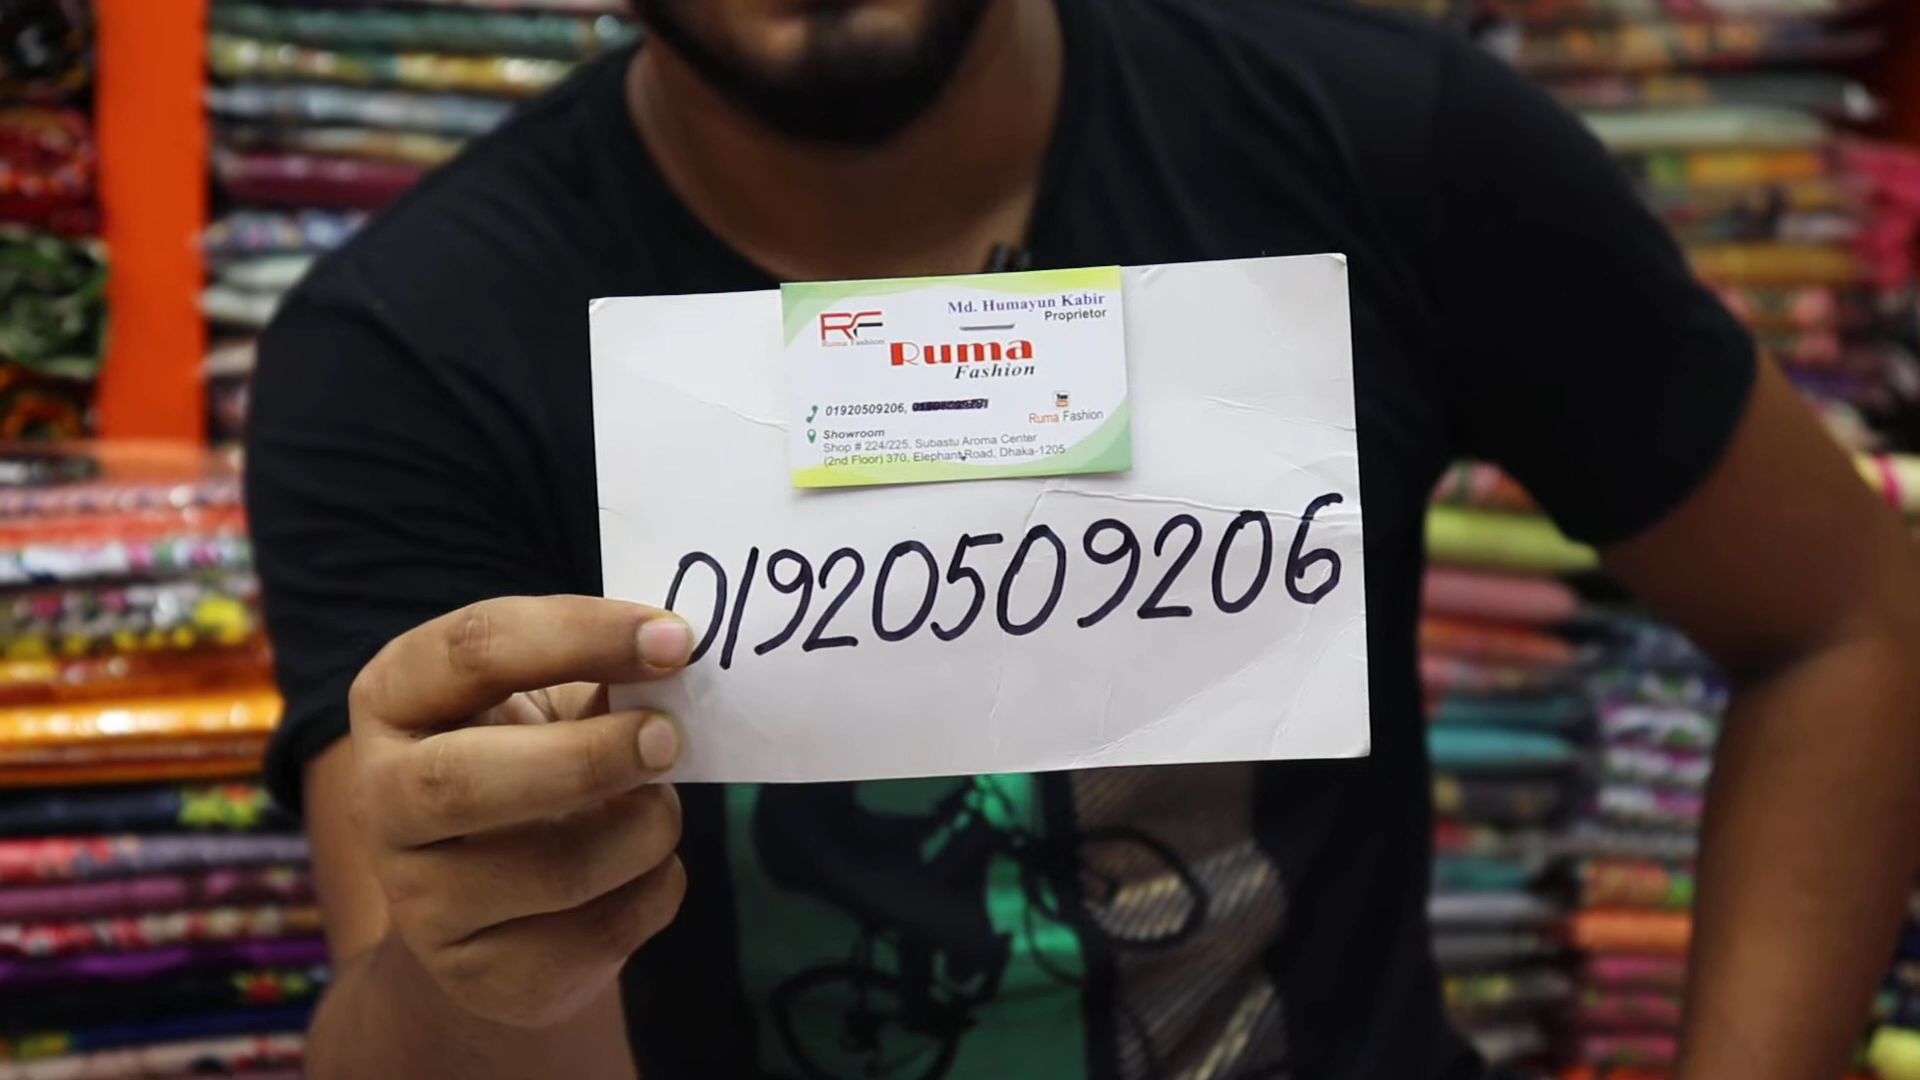 RF
Ruma Fashion
Md. Humayun Kabir
Proprietor
Ruma
Fashion
01920509206,
Ruma Fashion
Showroom
Shop # 224/225, Subastu Aroma Center
(2nd Floor) 370, Elephant Road, Dhaka-1205
01920509206